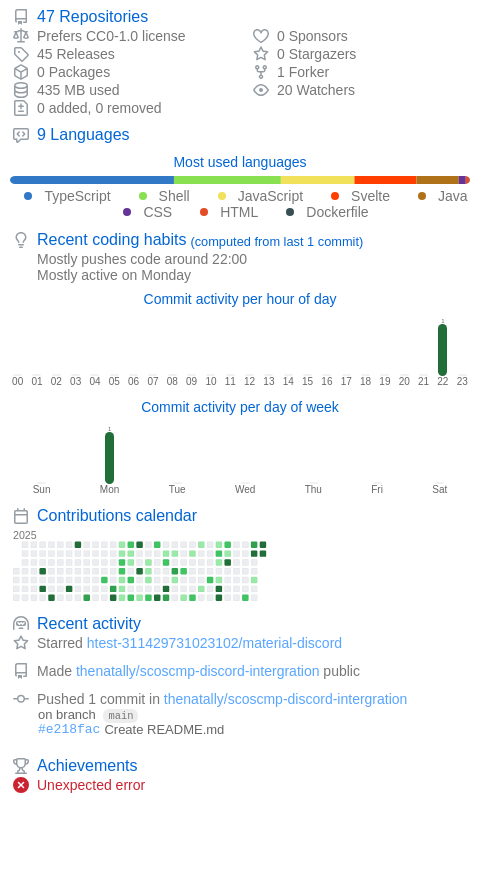 47 Repositories
Prefers CC0-1.0 license
0 Sponsors
45 Releases
0 Stargazers
0 Packages
1 Forker
435 MB used
20 Watchers
0 added, 0 removed
9 Languages
Most used languages
TypeScript Shell JavaScript Svelte Java
CSS HTML Dockerfile
Recent coding habits (computed from last 1 commit)
Mostly pushes code around 22:00
Mostly active on Monday
Commit activity per hour of day
1
00 01 02 03 04 05 06 07 08 09 10 11 12 13 14 15 16 17 18 19 20 21 22 23
Commit activity per day of week
1
Sun Mon Tue Wed Thu Fri Sat
Contributions calendar
2025
Recent activity
Starred htest-311429731023102/material-discord
Made thenatally/scoscmp-discord-intergration public
Pushed 1 commit in thenatally/scoscmp-discord-intergration
on branch main
#e218fac Create README.md
Achievements
Unexpected error